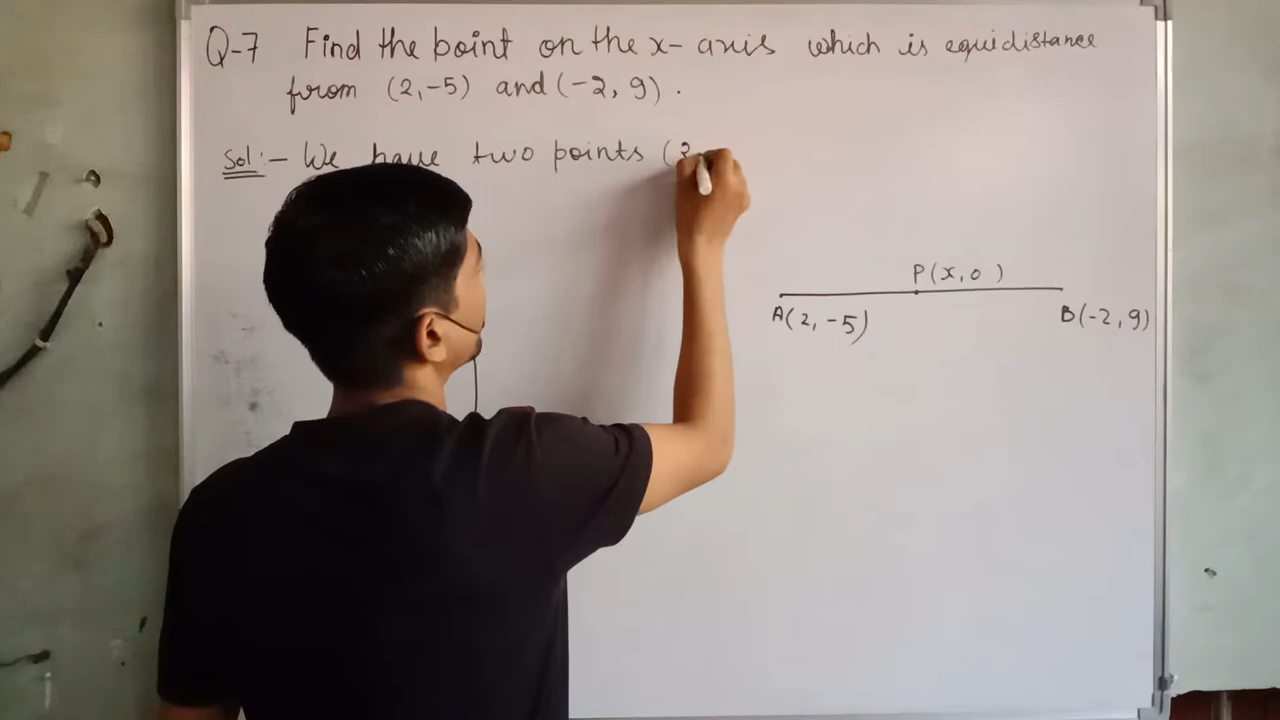 Q-7 Find the point on the x-axis which is equidistance
from (2,-5) and (-2, 9).
Sol:- We have two points (2
P(x,0)
A(2, -5)
B(-2, 9)